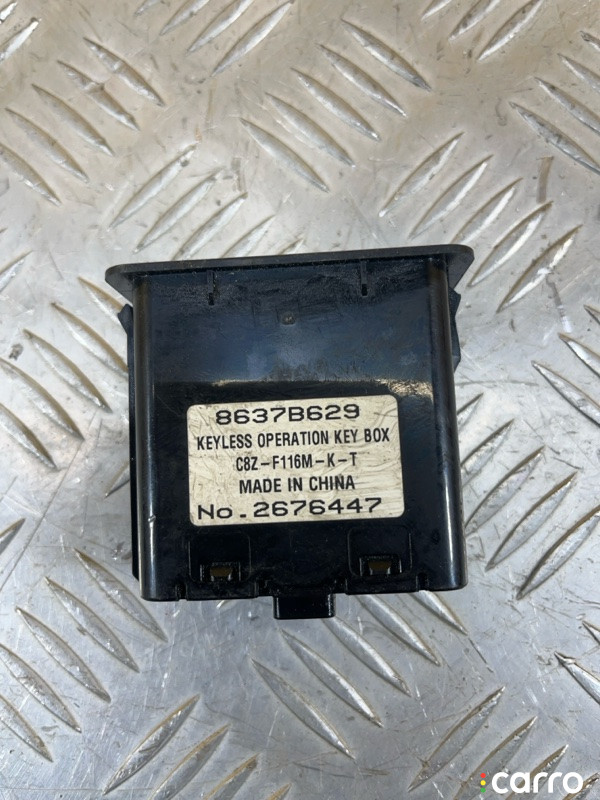 8637B629
KEYLESS OPERATION KEY BOX
C8Z-F116M-K-T
MADE IN CHINA
No.2676447
carro